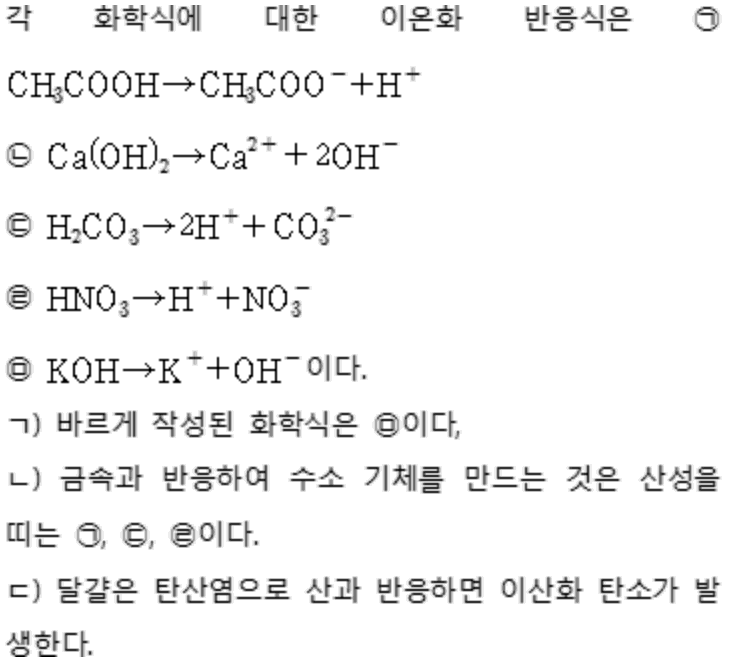 각 화학식에 대한 이온화 반응식은 ㉠
CH₃COOH→CH₃COO⁻+H⁺
㉡ Ca(OH)₂→Ca²⁺+2OH⁻
㉢ H₂CO₃→2H⁺+CO₃²⁻
㉣ HNO₃→H⁺+NO₃⁻
㉤ KOH→K⁺+OH⁻이다.
ㄱ) 바르게 작성된 화학식은 ㉤이다,
ㄴ) 금속과 반응하여 수소 기체를 만드는 것은 산성을
띠는 ㉠, ㉢, ㉣이다.
ㄷ) 달걀은 탄산염으로 산과 반응하면 이산화 탄소가 발
생한다.